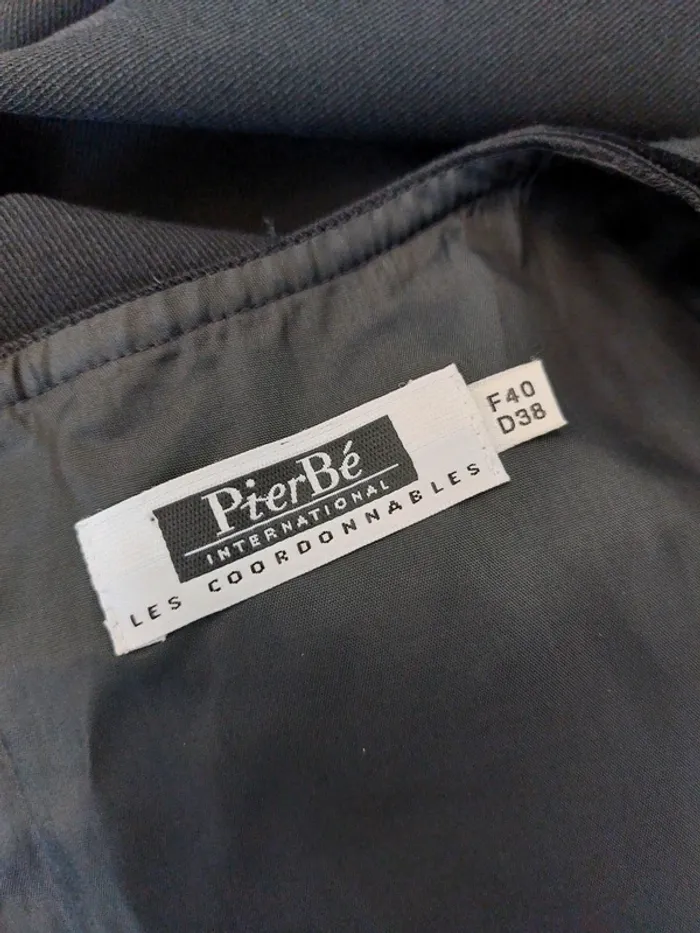 PierBé
INTERNATIONAL
LES COORDONNABLES
F40
D38